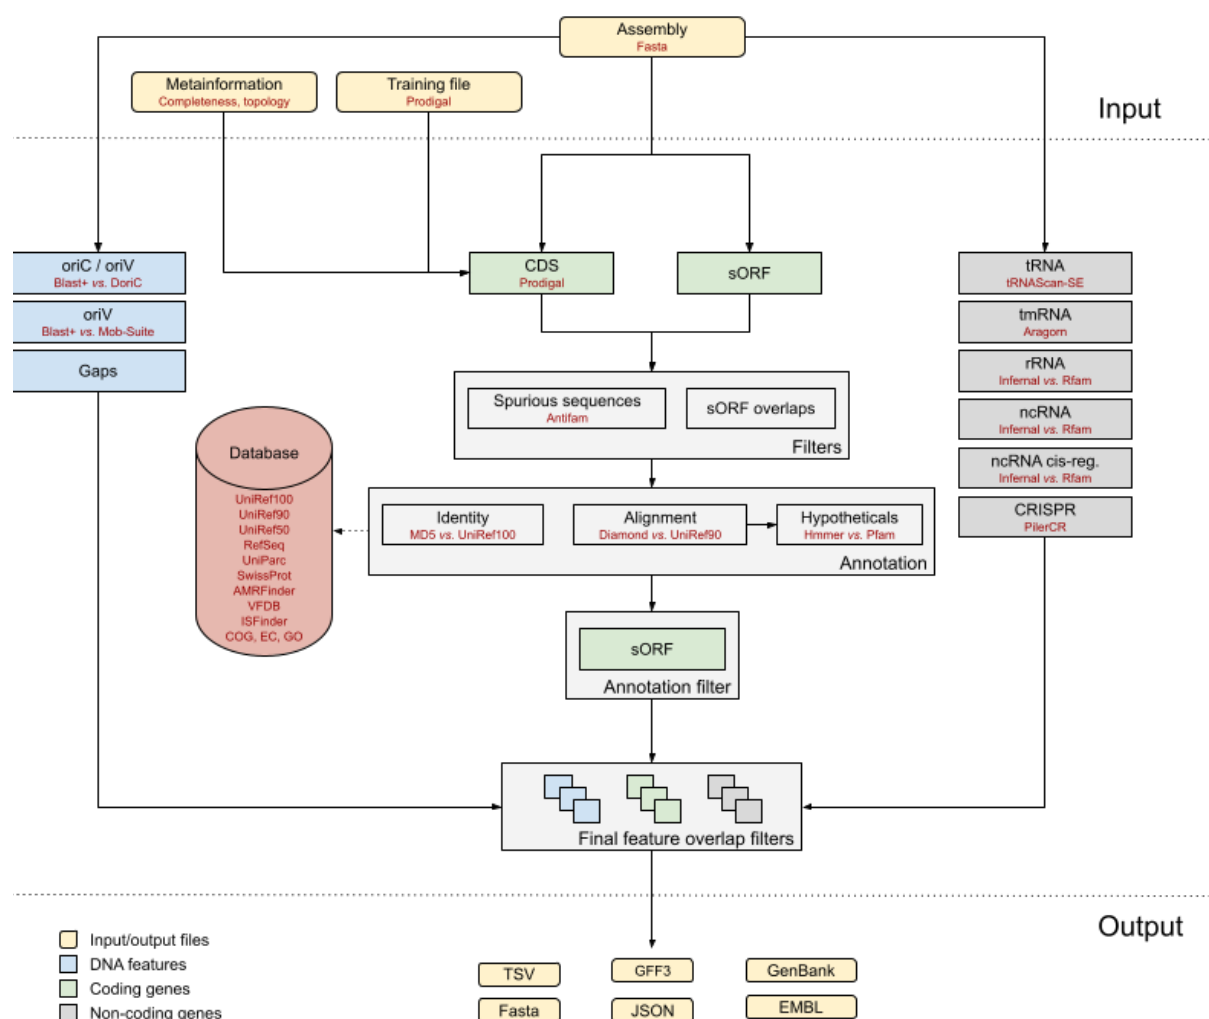 Assembly
Fasta
Metainformation
Completeness, topology
Training file
Prodigal
Input
oriC / oriV
Blast+ vs. DoriC
oriV
Blast+ vs. Mob-Suite
Gaps
CDS
Prodigal
sORF
tRNA
tRNAScan-SE
tmRNA
Aragorn
rRNA
Infernal vs. Rfam
ncRNA
Infernal vs. Rfam
ncRNA cis-reg.
Infernal vs. Rfam
CRISPR
PilerCR
Spurious sequences
Antifam
sORF overlaps
Filters
Database
UniRef100
UniRef90
UniRef50
RefSeq
UniParc
SwissProt
AMRFinder
VFDB
ISFinder
COG, EC, GO
Identity
MD5 vs. UniRef100
Alignment
Diamond vs. UniRef90
Hypotheticals
Hmmer vs. Pfam
Annotation
sORF
Annotation filter
Final feature overlap filters
Output
Input/output files
DNA features
Coding genes
Non-coding genes
TSV
GFF3
GenBank
Fasta
JSON
EMBL